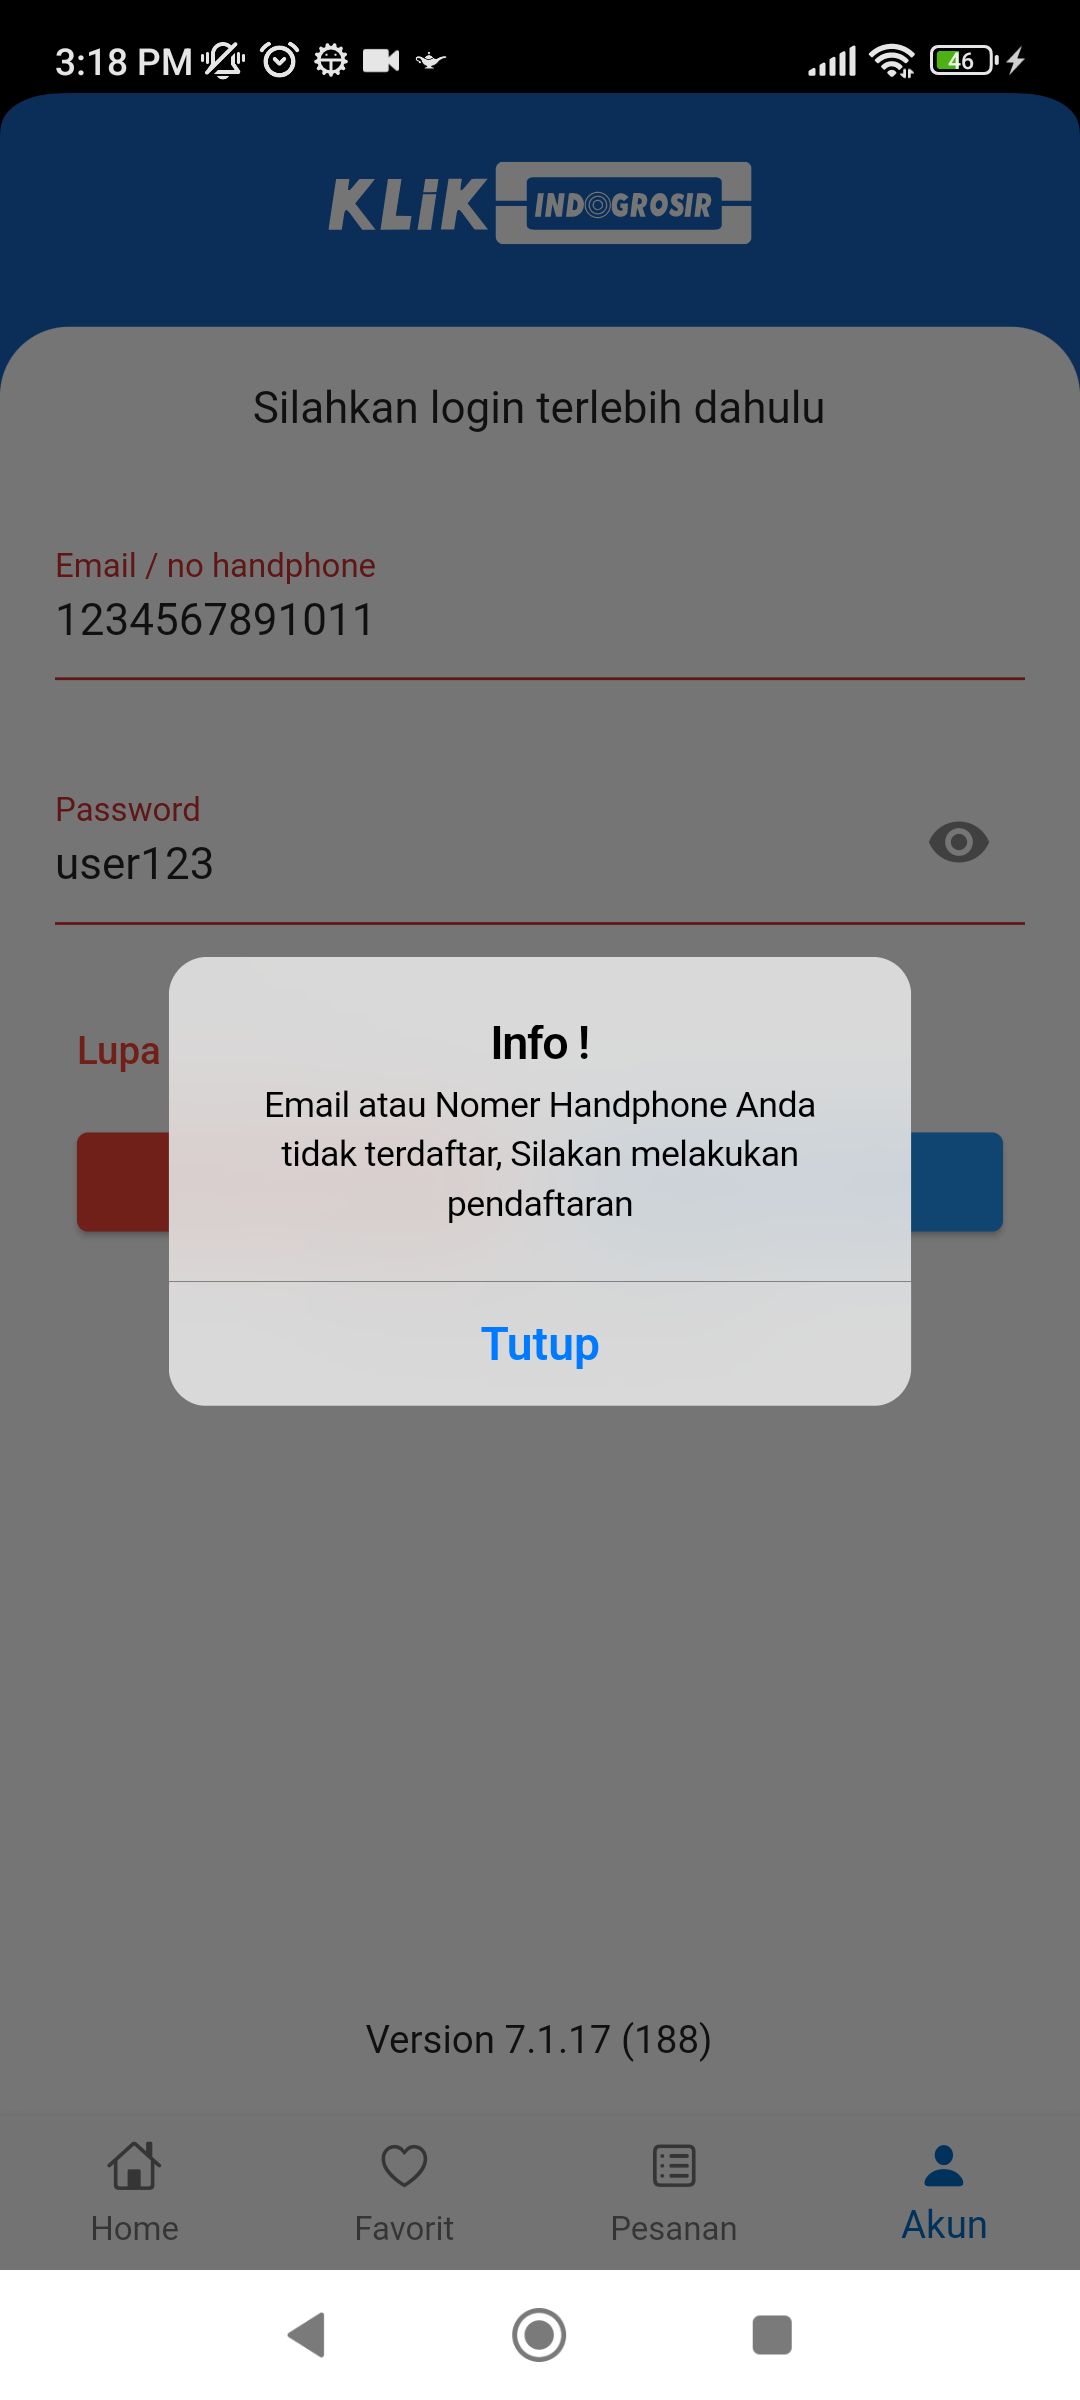 3:18 PM
46
KLiK INDOGROSIR
Silahkan login terlebih dahulu
Email / no handphone
1234567891011
Password
user123
Lupa
Info !
Email atau Nomer Handphone Anda
tidak terdaftar, Silakan melakukan
pendaftaran
Tutup
Version 7.1.17 (188)
Home
Favorit
Pesanan
Akun